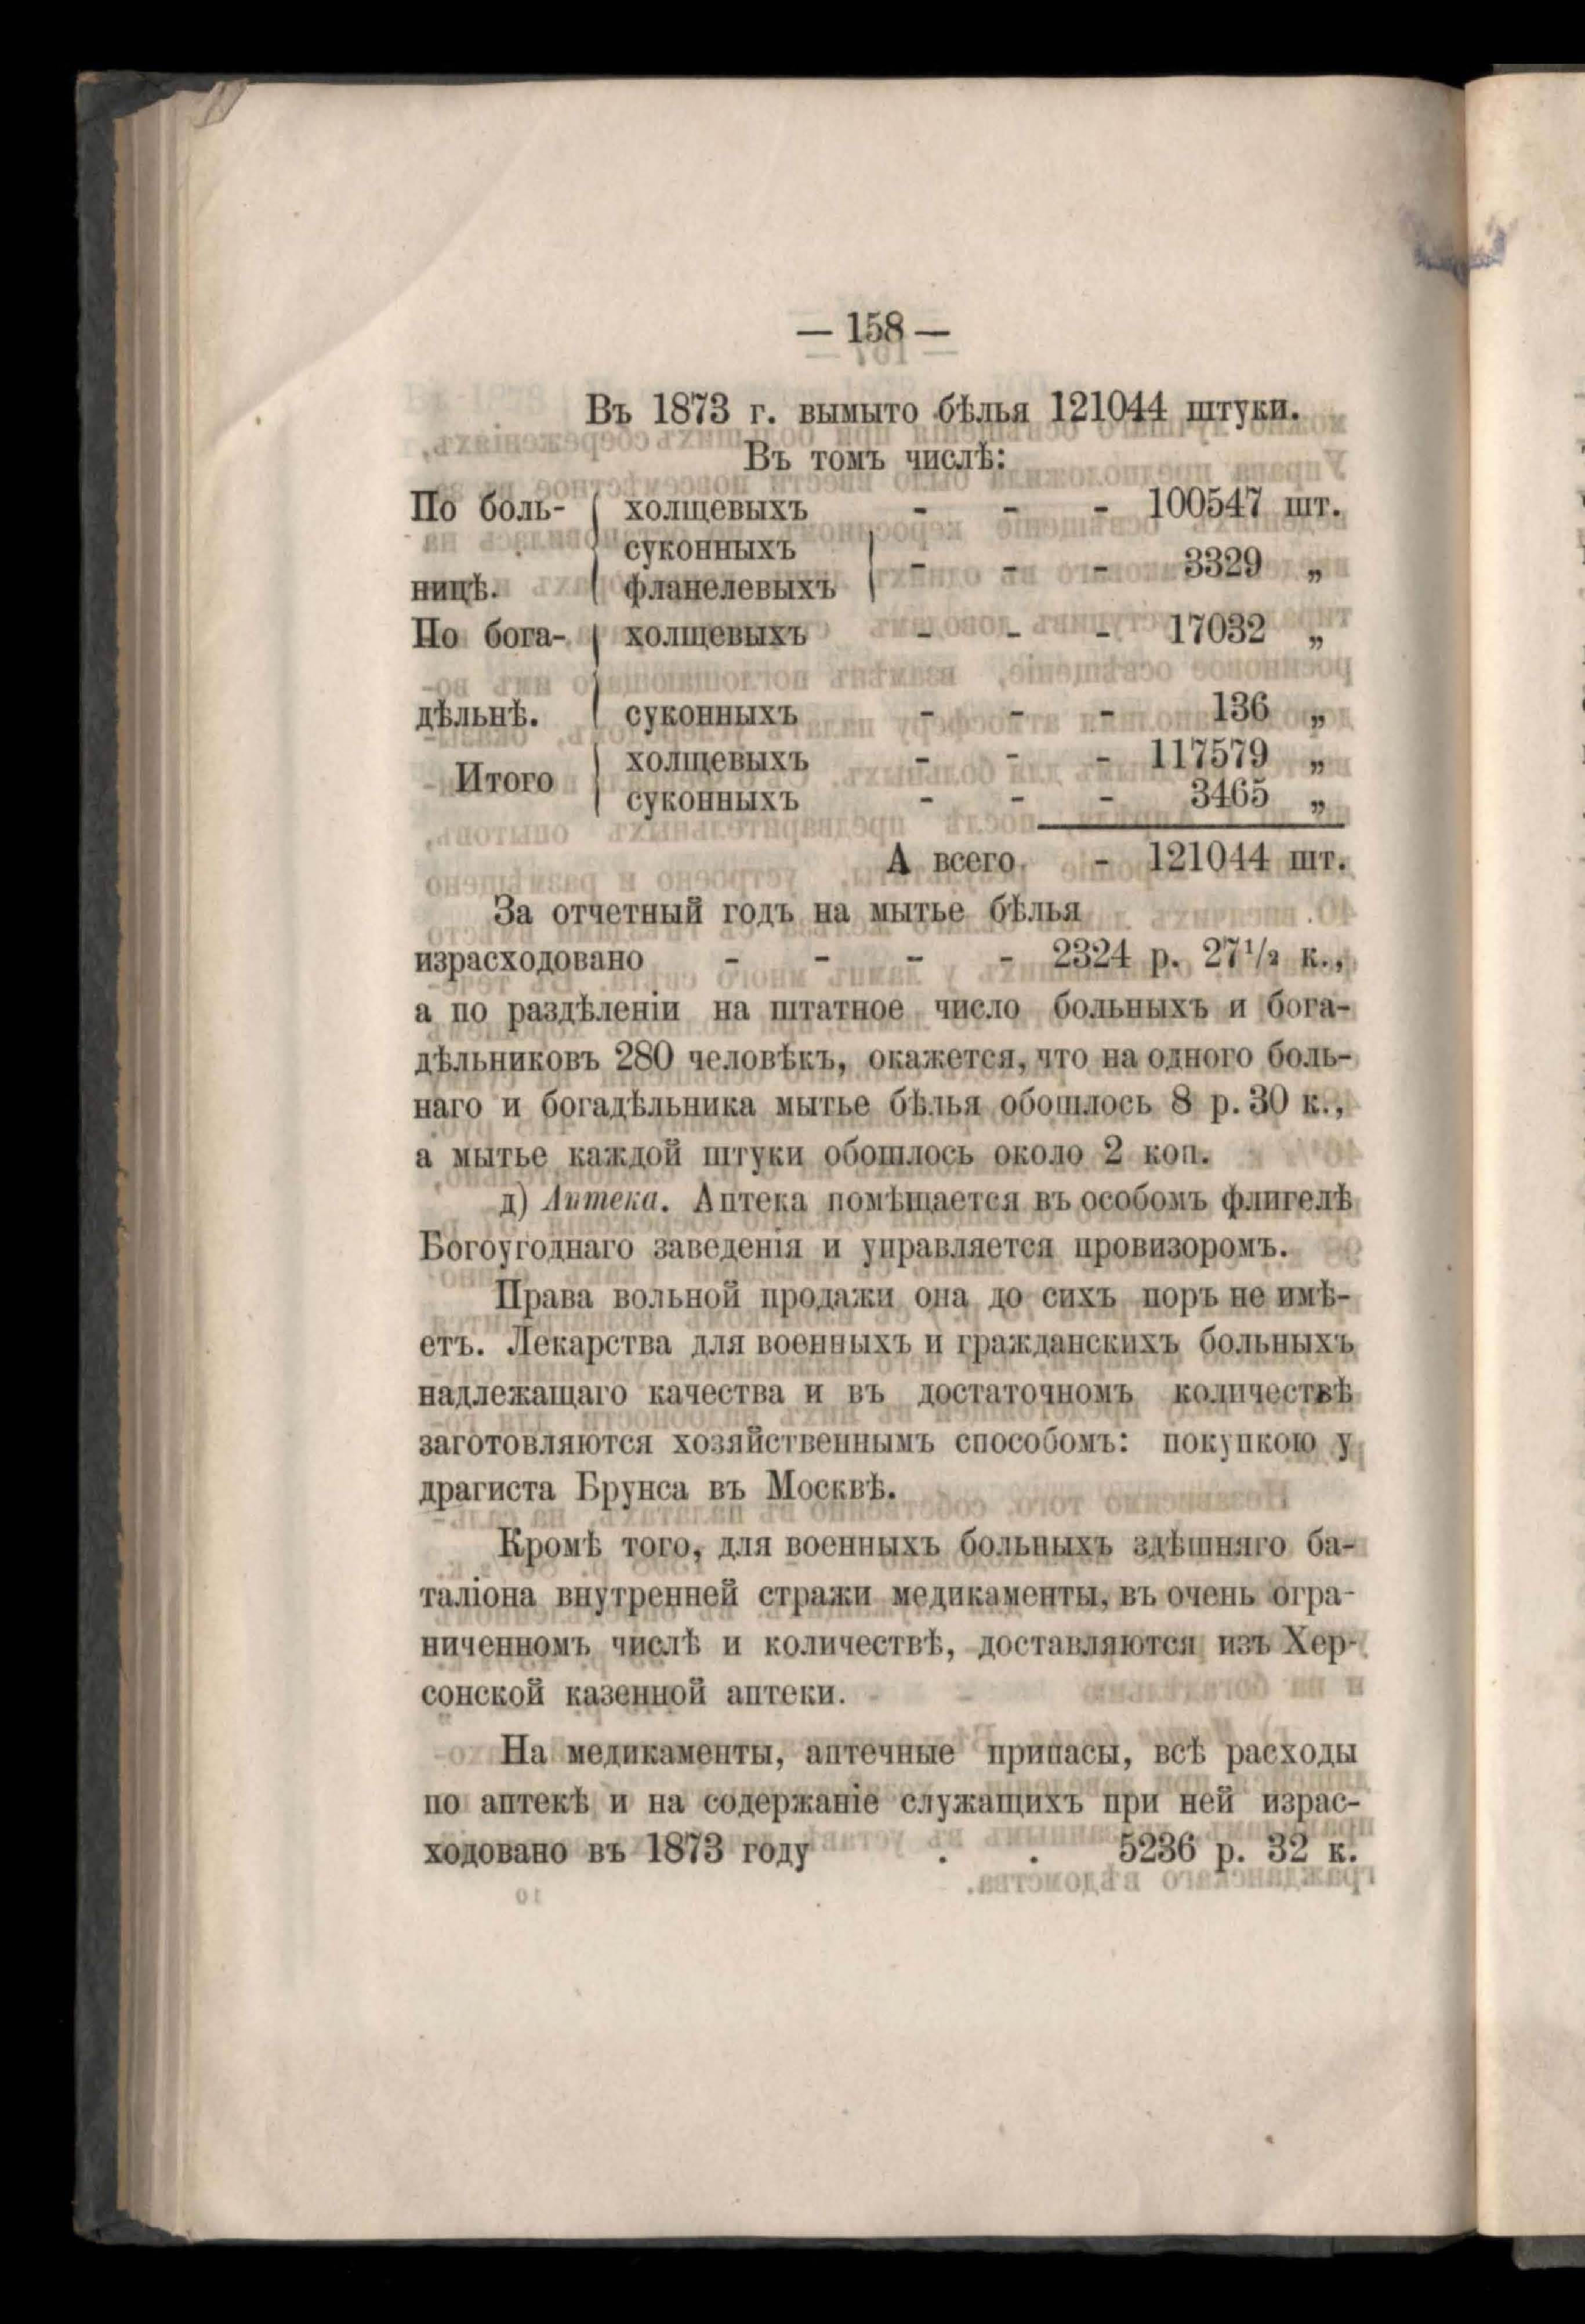 — 158 —
Въ 1873 г. вымыто бѣлья 121044 штуки.
Въ томъ числѣ:
По боль- холщевыхъ - - - 100547 шт.
суконныхъ
ницѣ. фланелевыхъ - - - 3329 „
По бога- холщевыхъ - - - 17032 „
дѣльнѣ. суконныхъ - - - 136 „
Итого холщевыхъ - - - 117579 „
суконныхъ - - - 3465 „
А всего - 121044 шт.
За отчетный годъ на мытье бѣлья
израсходовано - - - - 2324 р. 27½ к.,
а по раздѣленіи на штатное число больныхъ и бога-
дѣльниковъ 280 человѣкъ, окажется, что на одного боль-
наго и богадѣльника мытье бѣлья обошлось 8 р. 30 к.,
а мытье каждой штуки обошлось около 2 коп.
д) Аптека. Аптека помѣщается въ особомъ флигелѣ
Богоугоднаго заведенія и управляется провизоромъ.
Права вольной продажи она до сихъ поръ не имѣ-
етъ. Лекарства для военныхъ и гражданскихъ больныхъ
надлежащаго качества и въ достаточномъ количествѣ
заготовляются хозяйственнымъ способомъ: покупкою у
драгиста Брунса въ Москвѣ.
Кромѣ того, для военныхъ больныхъ здѣшняго ба-
таліона внутренней стражи медикаменты, въ очень огра-
ниченномъ числѣ и количествѣ, доставляются изъ Хер-
сонской казенной аптеки.
На медикаменты, аптечные припасы, всѣ расходы
по аптекѣ и на содержаніе служащихъ при ней израс-
ходовано въ 1873 году . . 5236 р. 32 к.